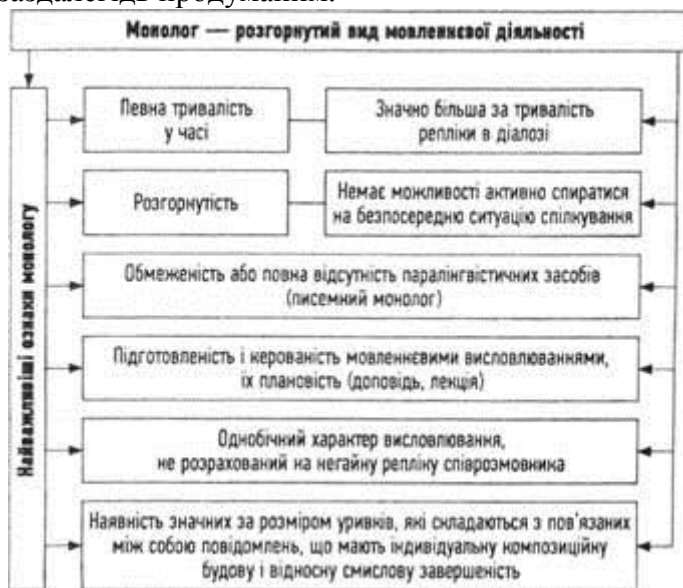 заздалегідь продуманим.
Монолог — розгорнутий вид мовленнєвої діяльності
Найважливіші ознаки монологу
Певна тривалість
у часі
Значно більша за тривалість
репліки в діалозі
Розгорнутість
Немає можливості активно спиратися
на безпосередню ситуацію спілкування
Обмеженість або повна відсутність паралінгвістичних засобів
(писемний монолог)
Підготовленість і керованість мовленнєвими висловлюваннями,
їх плановість (доповідь, лекція)
Однобічний характер висловлювання,
не розрахований на негайну репліку співрозмовника
Наявність значних за розміром уривків, які складаються з пов'язаних
між собою повідомлень, що мають індивідуальну композиційну
будову і відносну смислову завершеність